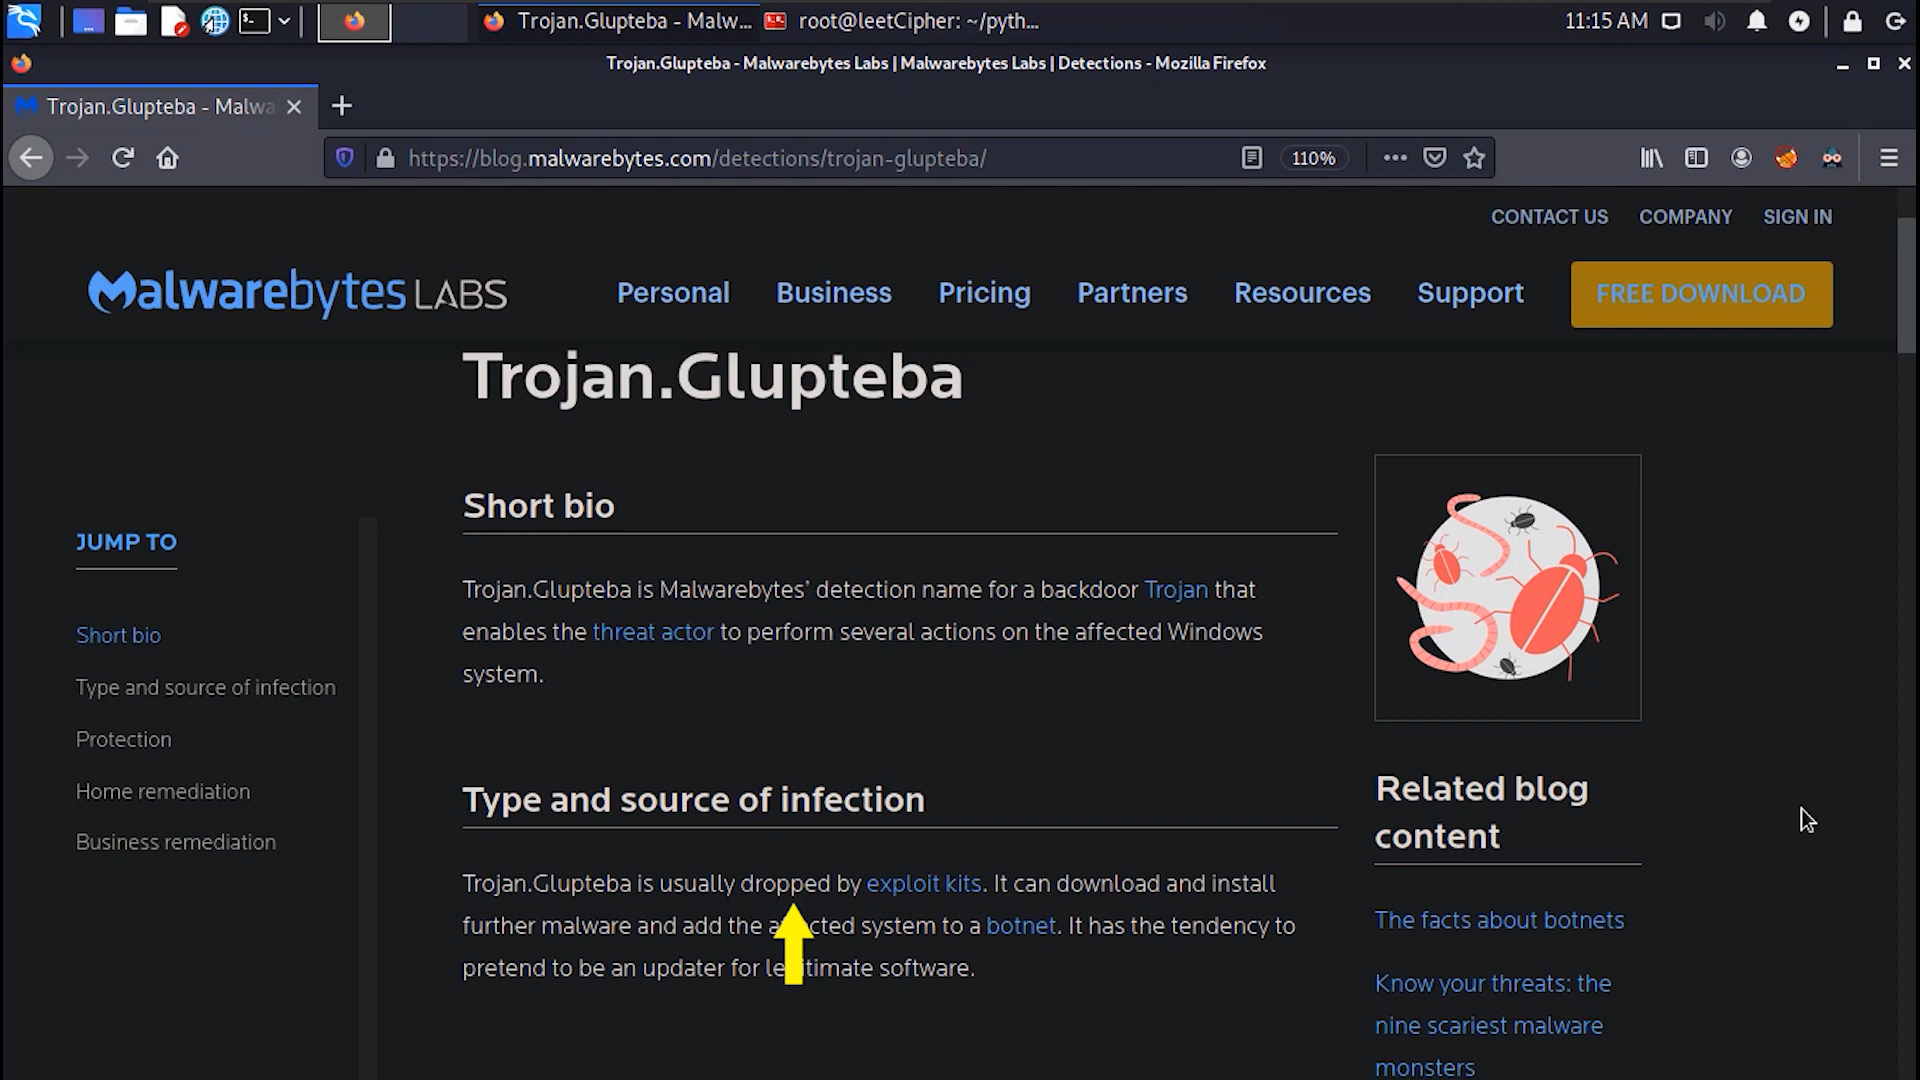 Trojan.Glupteba - Malw...
root@leetCipher: ~/pyth...
11:15 AM
Trojan.Glupteba - Malwarebytes Labs | Malwarebytes Labs | Detections - Mozilla Firefox
Trojan.Glupteba - Malwa
https://blog.malwarebytes.com/detections/trojan-glupteba/
110%
CONTACT US COMPANY SIGN IN
Malwarebytes LABS
Personal Business Pricing Partners Resources Support FREE DOWNLOAD
Trojan.Glupteba
JUMP TO
Short bio
Type and source of infection
Protection
Home remediation
Business remediation
Short bio
Trojan.Glupteba is Malwarebytes' detection name for a backdoor Trojan that
enables the threat actor to perform several actions on the affected Windows
system.
Type and source of infection
Trojan.Glupteba is usually dropped by exploit kits. It can download and install
further malware and add the affected system to a botnet. It has the tendency to
pretend to be an updater for legitimate software.
Related blog
content
The facts about botnets
Know your threats: the
nine scariest malware
monsters